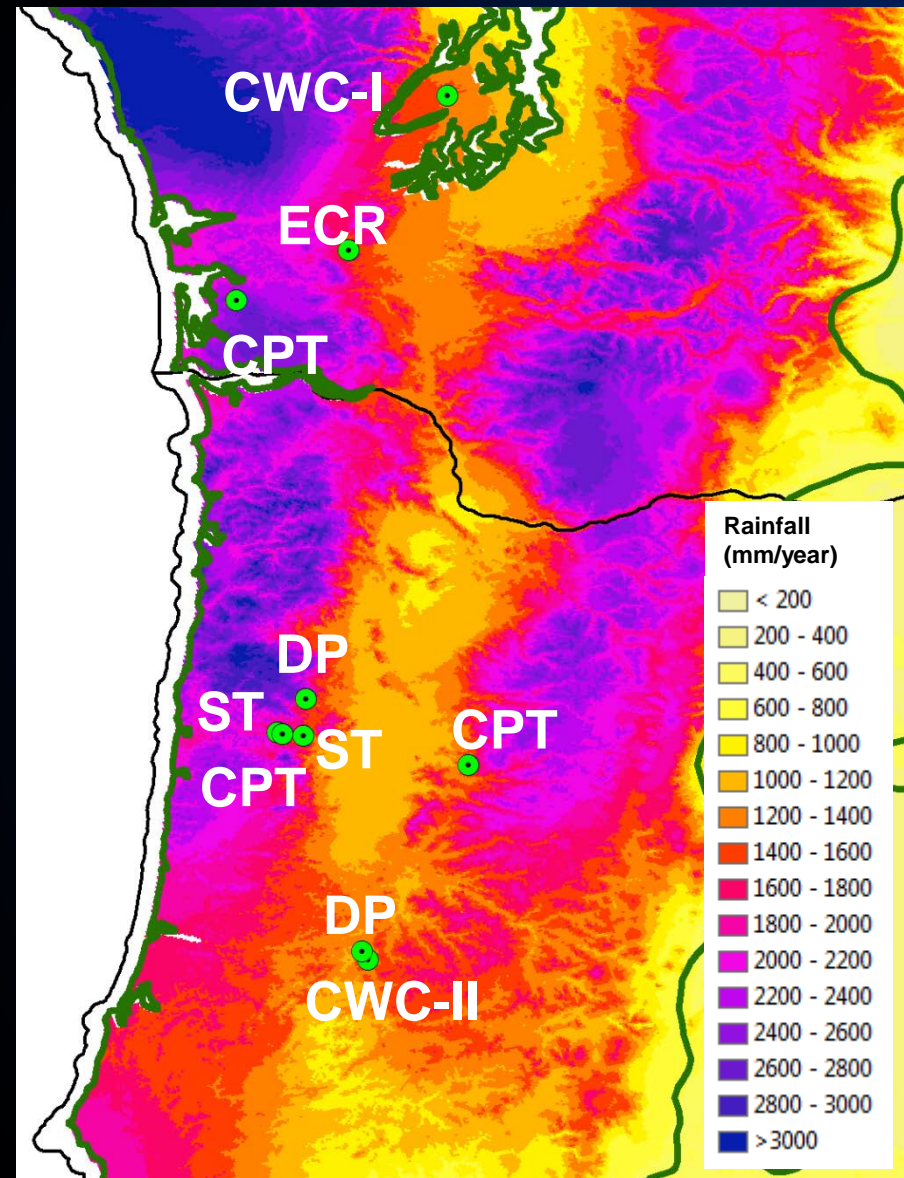 CWC-I
ECR
CPT
DP
ST
ST
CPT
CPT
DP
CWC-II
Rainfall
(mm/year)
< 200
200 - 400
400 - 600
600 - 800
800 - 1000
1000 - 1200
1200 - 1400
1400 - 1600
1600 - 1800
1800 - 2000
2000 - 2200
2200 - 2400
2400 - 2600
2600 - 2800
2800 - 3000
>3000